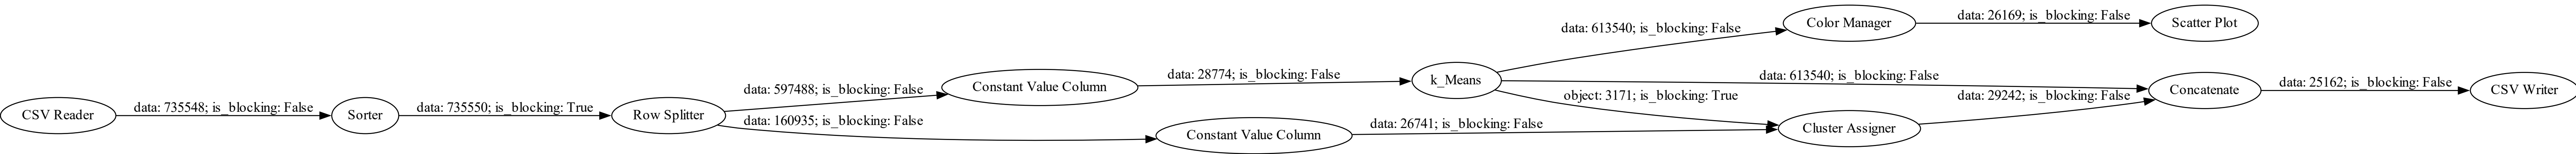 CSV Reader
data: 735548; is_blocking: False
Sorter
data: 735550; is_blocking: True
Row Splitter
data: 597488; is_blocking: False
data: 160935; is_blocking: False
Constant Value Column
data: 28774; is_blocking: False
Constant Value Column
data: 26741; is_blocking: False
k_Means
data: 613540; is_blocking: False
data: 613540; is_blocking: False
object: 3171; is_blocking: True
Color Manager
data: 26169; is_blocking: False
Scatter Plot
Cluster Assigner
data: 29242; is_blocking: False
Concatenate
data: 25162; is_blocking: False
CSV Writer